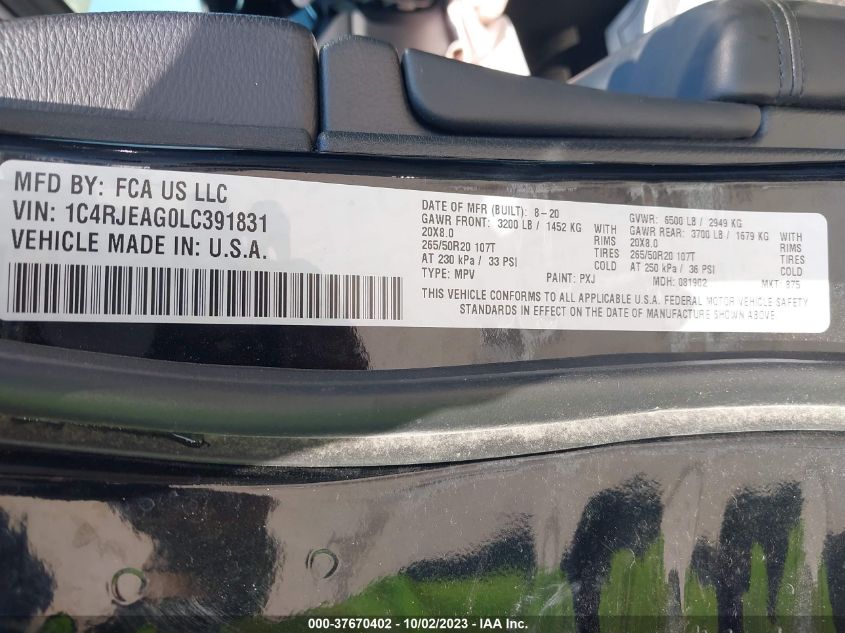 MFD BY: FCA US LLC
VIN: 1C4RJEAG0LC391831
VEHICLE MADE IN: U.S.A.
DATE OF MFR (BUILT): 8-20
GAWR FRONT: 3200 LB / 1452 KG WITH
20X8.0 RIMS
265/50R20 107T TIRES
AT 230 kPa / 33 PSI COLD
TYPE: MPV PAINT: PXJ
GVWR: 6500 LB / 2949 KG
GAWR REAR: 3700 LB / 1679 KG WITH
20X8.0 RIMS
265/50R20 107T TIRES
AT 250 kPa / 36 PSI COLD
MDH: 081902 MKT: 875
THIS VEHICLE CONFORMS TO ALL APPLICABLE U.S.A. FEDERAL MOTOR VEHICLE SAFETY
STANDARDS IN EFFECT ON THE DATE OF MANUFACTURE SHOWN ABOVE
000-37670402 - 10/02/2023 - IAA Inc.